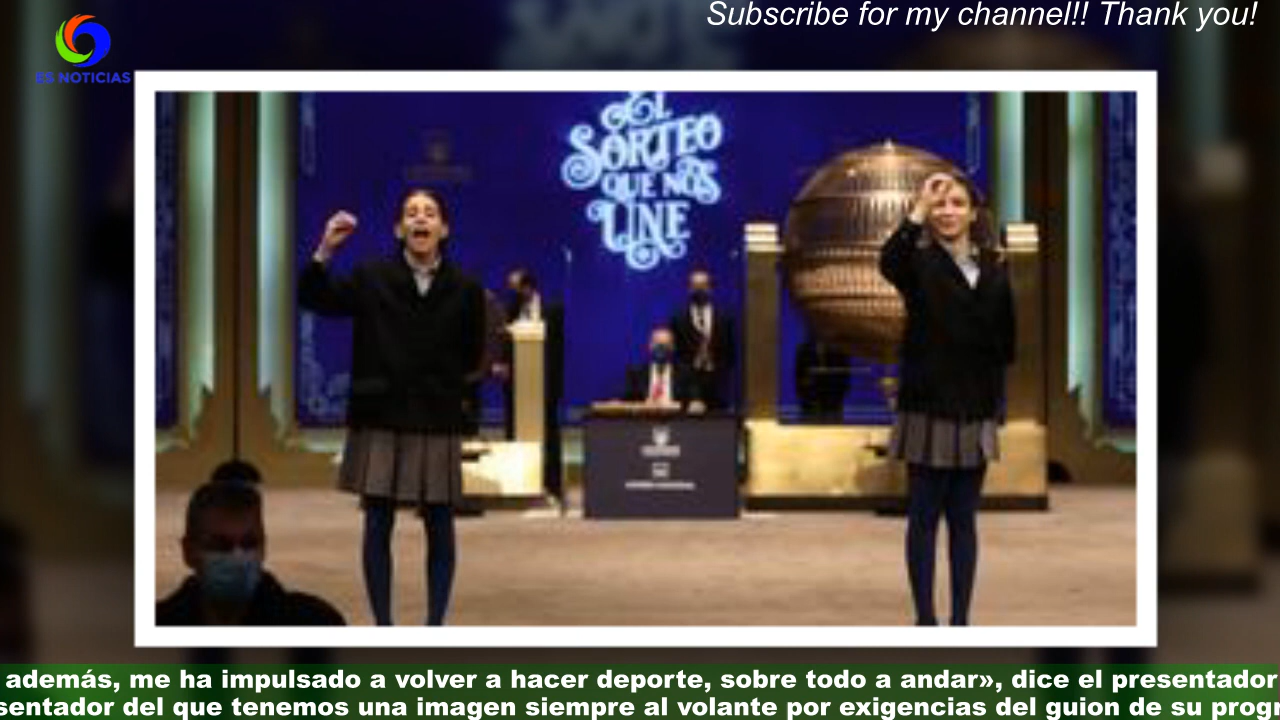 Subscribe for my channel!! Thank you!
ES NOTICIAS
EL
SORTEO
QUE NOS
UNE
además, me ha impulsado a volver a hacer deporte, sobre todo a andar», dice el presentador
sentador del que tenemos una imagen siempre al volante por exigencias del guion de su progr